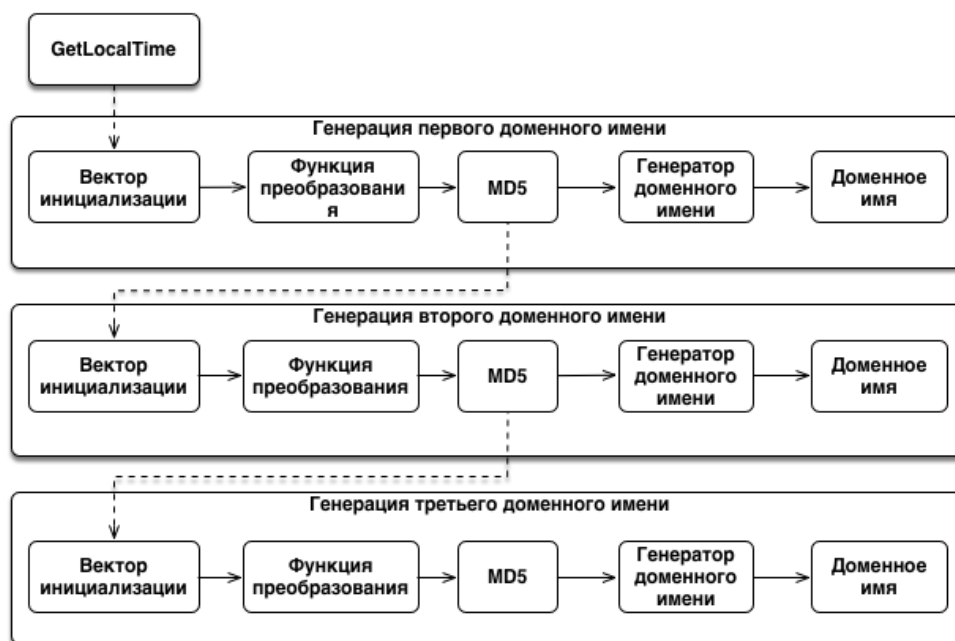 GetLocalTime
Генерация первого доменного имени
Вектор
инициализации
Функция
преобразовани
я
MD5
Генератор
доменного
имени
Доменное
имя
Генерация второго доменного имени
Вектор
инициализации
Функция
преобразования
MD5
Генератор
доменного
имени
Доменное
имя
Генерация третьего доменного имени
Вектор
инициализации
Функция
преобразования
MD5
Генератор
доменного
имени
Доменное
имя